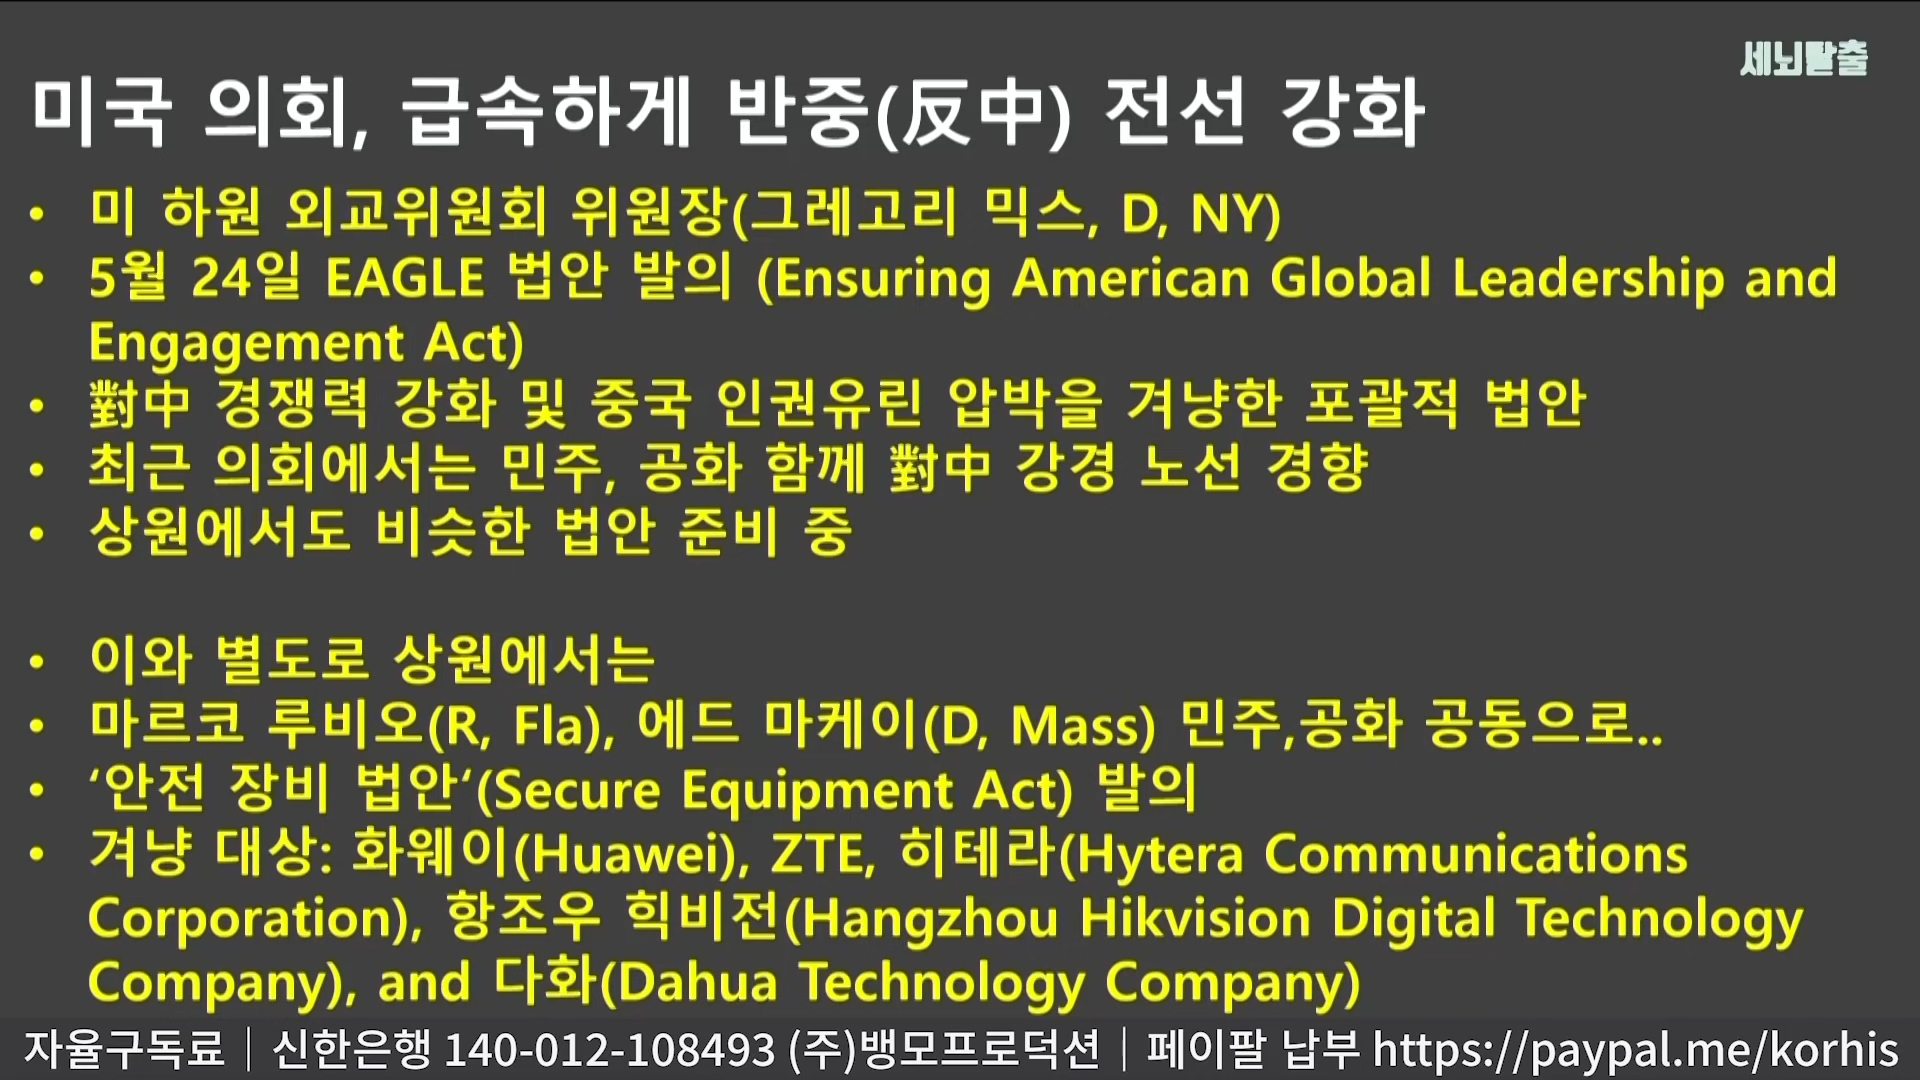 세뇌탈출
미국 의회, 급속하게 반중(反中) 전선 강화
• 미 하원 외교위원회 위원장(그레고리 믹스, D, NY)
• 5월 24일 EAGLE 법안 발의 (Ensuring American Global Leadership and
Engagement Act)
• 對中 경쟁력 강화 및 중국 인권유린 압박을 겨냥한 포괄적 법안
• 최근 의회에서는 민주, 공화 함께 對中 강경 노선 경향
• 상원에서도 비슷한 법안 준비 중
• 이와 별도로 상원에서는
• 마르코 루비오(R, Fla), 에드 마케이(D, Mass) 민주,공화 공동으로..
• ‘안전 장비 법안‘(Secure Equipment Act) 발의
• 겨냥 대상: 화웨이(Huawei), ZTE, 히테라(Hytera Communications
Corporation), 항조우 힉비전(Hangzhou Hikvision Digital Technology
Company), and 다화(Dahua Technology Company)
자율구독료｜신한은행 140-012-108493 (주)뱅모프로덕션｜페이팔 납부 https://paypal.me/korhis